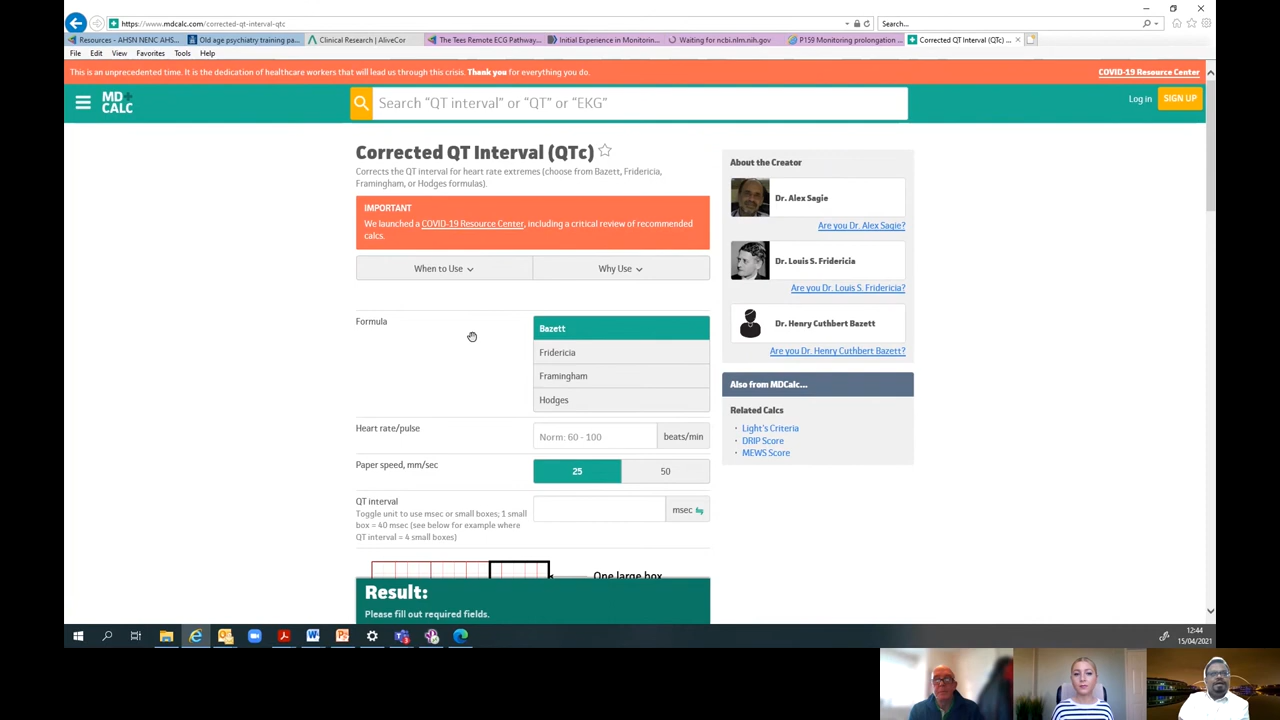 https://www.mdcalc.com/corrected-qt-interval-qtc
Search...
Resources - AHSN NENC AHS...
Old age psychiatry training pa...
Clinical Research | AliveCor
The Tees Remote ECG Pathway...
Initial Experience in Monitorin...
Waiting for ncbi.nlm.nih.gov
P159 Monitoring prolongation ...
Corrected QT Interval (QTc) ...
File Edit View Favorites Tools Help
This is an unprecedented time. It is the dedication of healthcare workers that will lead us through this crisis. Thank you for everything you do.
COVID-19 Resource Center
MD+
CALC
Search “QT interval” or “QT” or “EKG”
Log in
SIGN UP
Corrected QT Interval (QTc)
Corrects the QT interval for heart rate extremes (choose from Bazett, Fridericia,
Framingham, or Hodges formulas).
IMPORTANT
We launched a COVID-19 Resource Center, including a critical review of recommended
calcs.
When to Use
Why Use
Formula
Bazett
Fridericia
Framingham
Hodges
Heart rate/pulse
Norm: 60 - 100
beats/min
Paper speed, mm/sec
25
50
QT interval
Toggle unit to use msec or small boxes; 1 small
box = 40 msec (see below for example where
QT interval = 4 small boxes)
msec
One large box
Result:
Please fill out required fields.
About the Creator
Dr. Alex Sagie
Are you Dr. Alex Sagie?
Dr. Louis S. Fridericia
Are you Dr. Louis S. Fridericia?
Dr. Henry Cuthbert Bazett
Are you Dr. Henry Cuthbert Bazett?
Also from MDCalc...
Related Calcs
Light's Criteria
DRIP Score
MEWS Score
12:44
15/04/2021